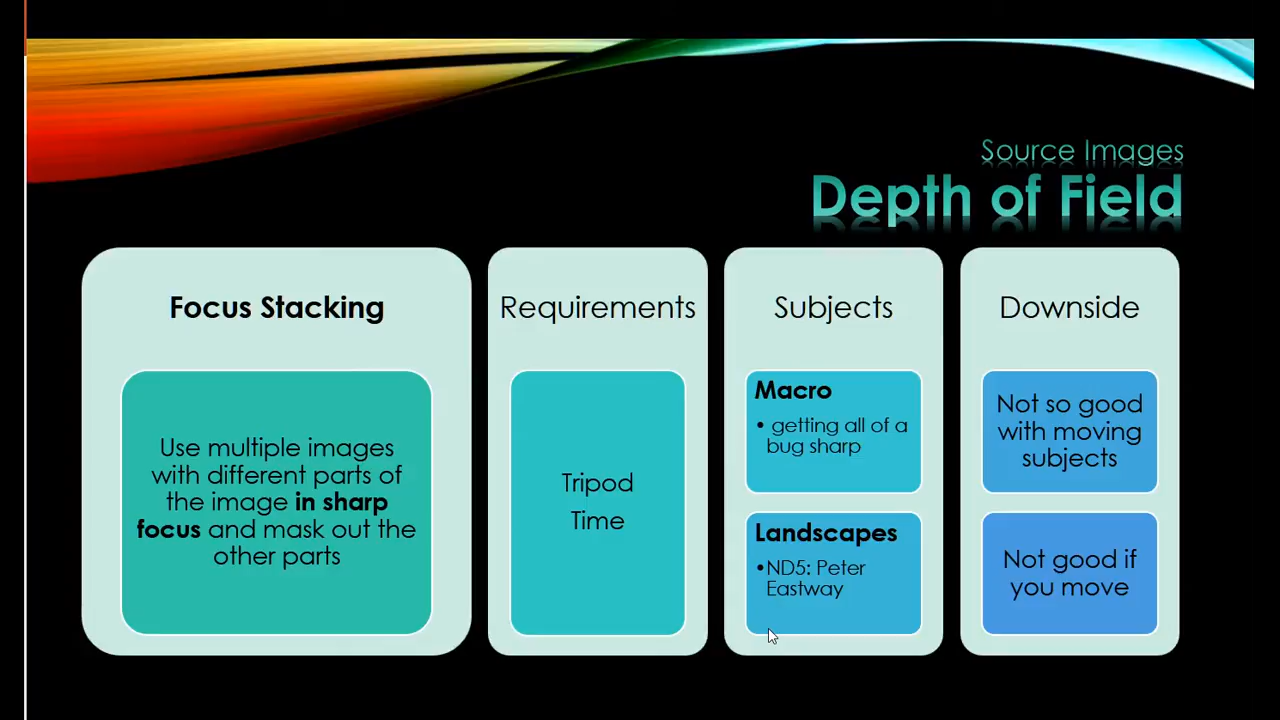 Source Images
Depth of Field
Focus Stacking
Use multiple images
with different parts of
the image in sharp
focus and mask out the
other parts
Requirements
Tripod
Time
Subjects
Macro
• getting all of a
bug sharp
Landscapes
•ND5: Peter
Eastway
Downside
Not so good
with moving
subjects
Not good if
you move